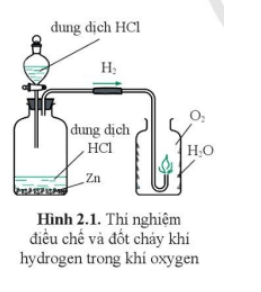 dung dịch HCl
H₂
O₂
dung dịch
HCl
H₂O
Zn
Hình 2.1. Thí nghiệm
điều chế và đốt cháy khi
hydrogen trong khí oxygen